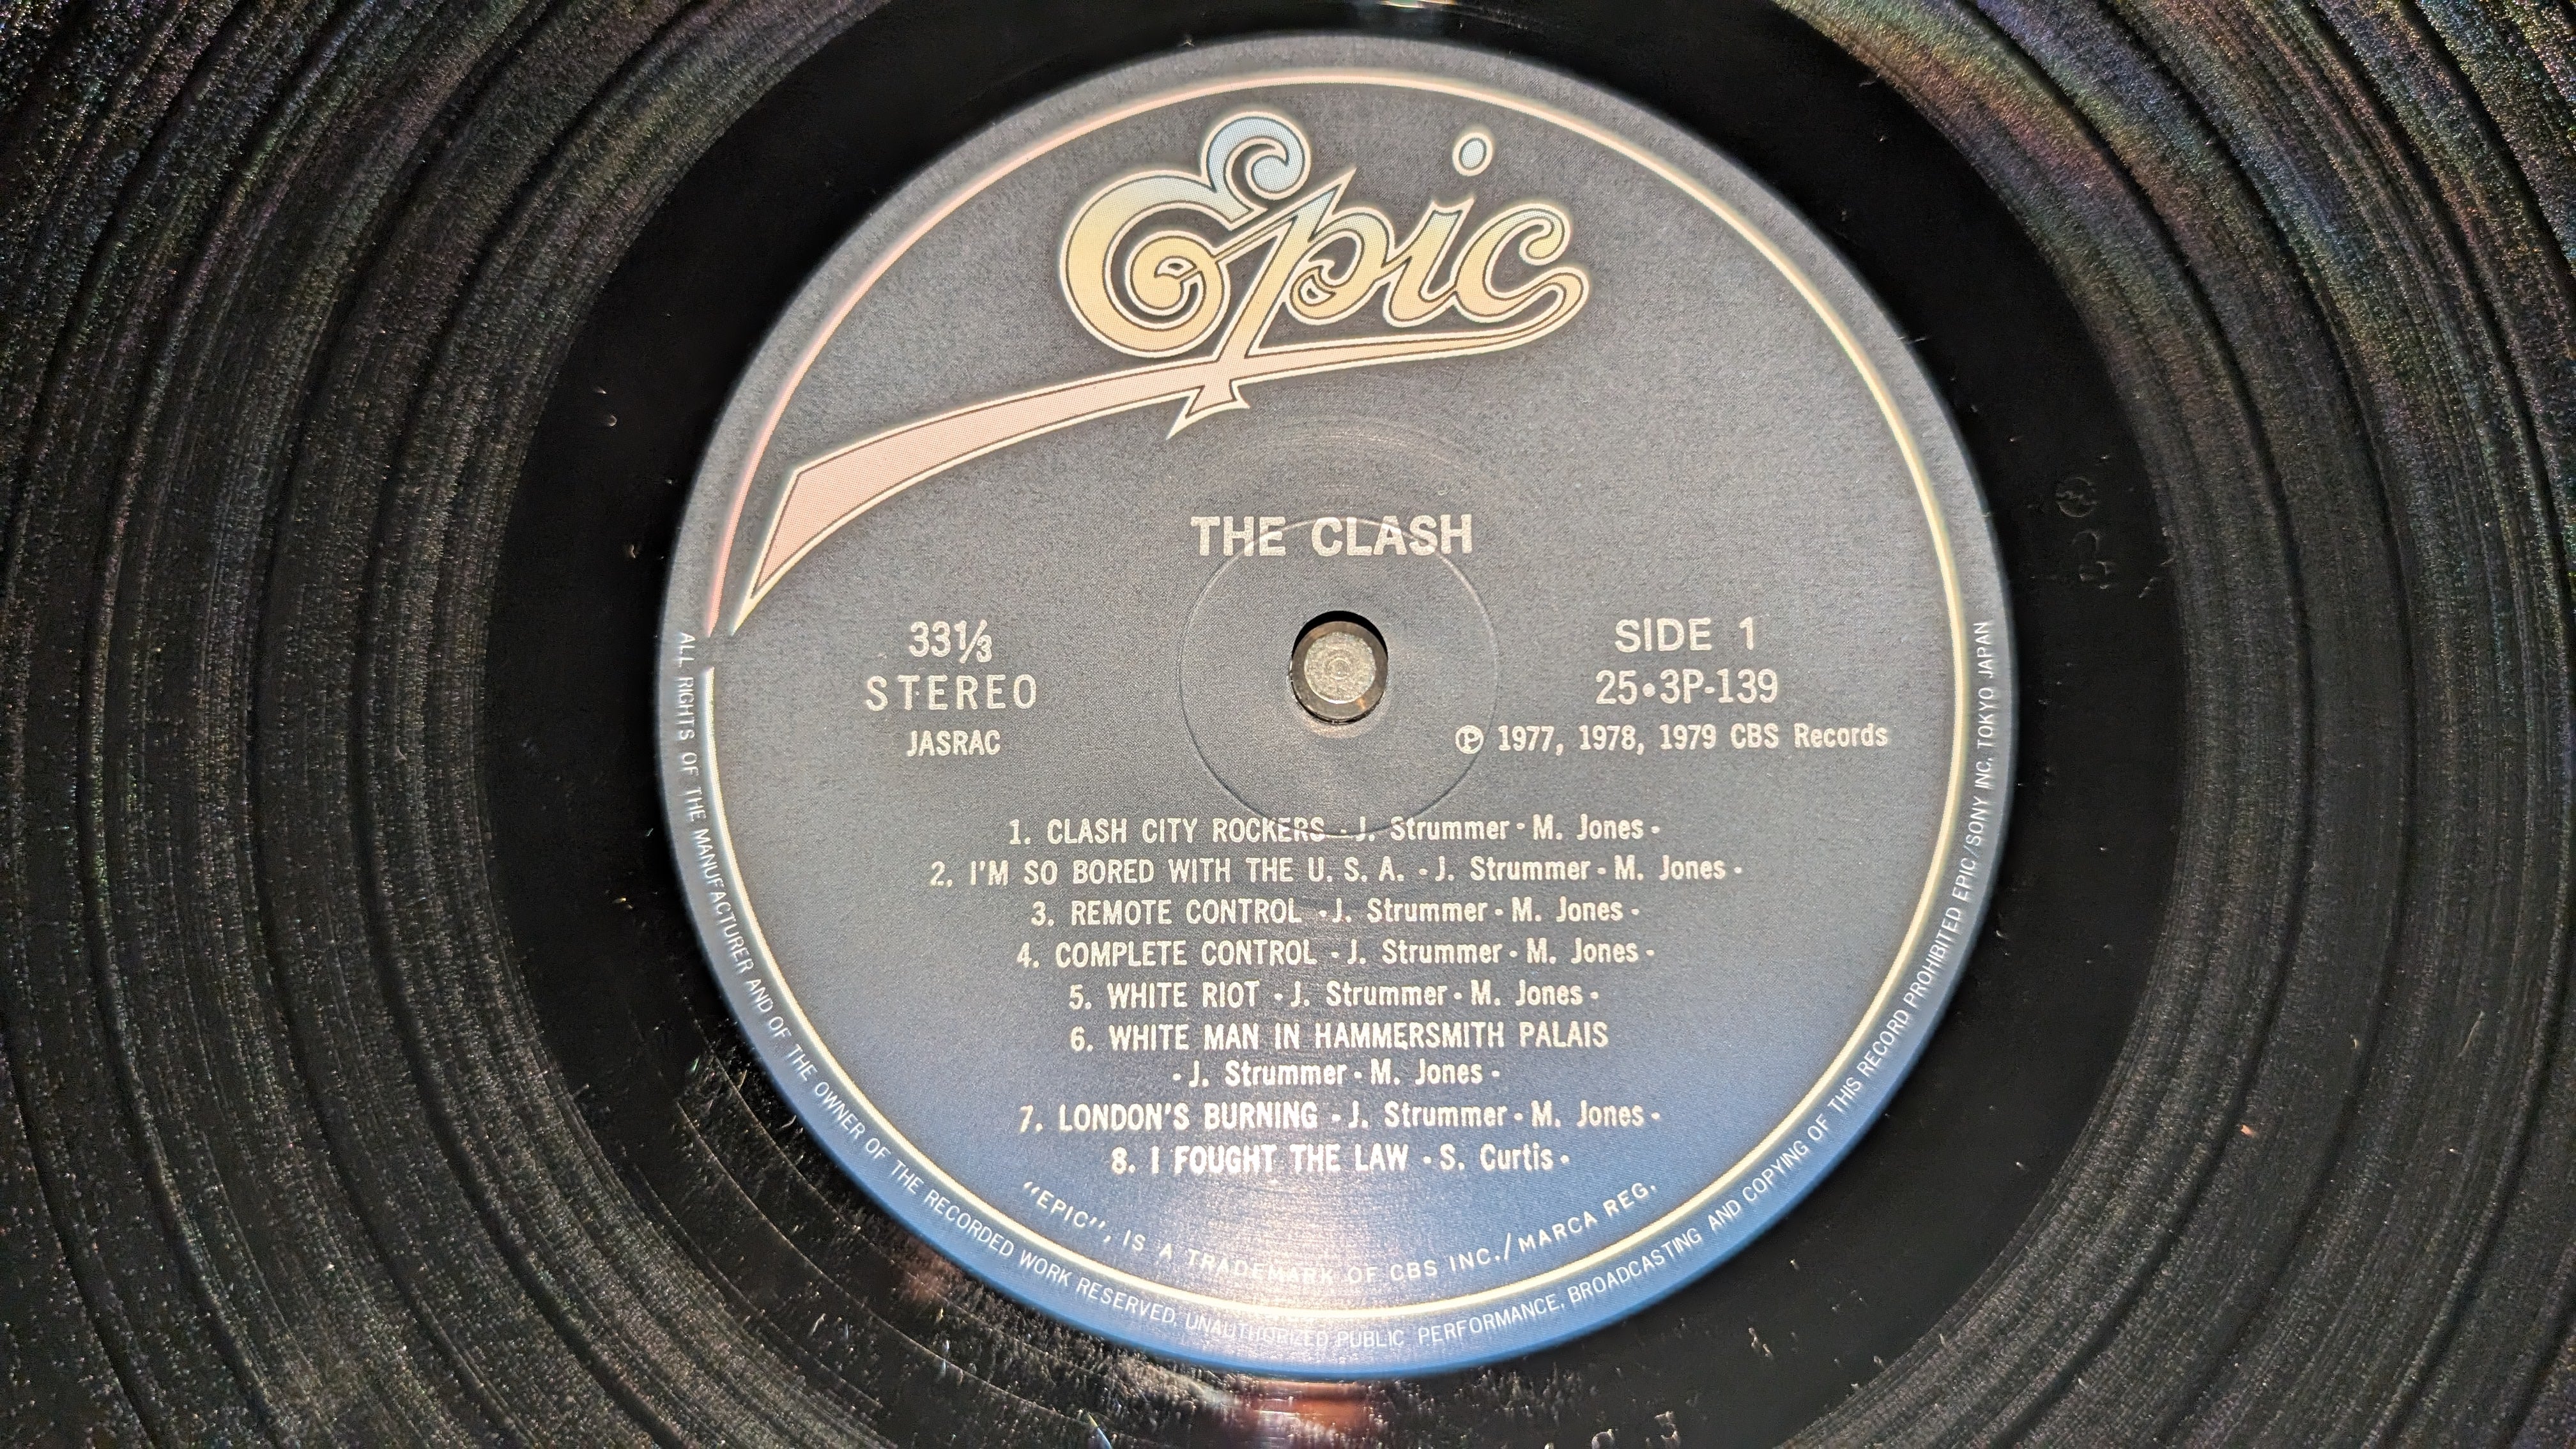 Epic
THE CLASH
33⅓
STEREO
JASRAC
SIDE 1
25•3P-139
℗ 1977, 1978, 1979 CBS Records
1. CLASH CITY ROCKERS - J. Strummer - M. Jones -
2. I'M SO BORED WITH THE U. S. A. - J. Strummer - M. Jones -
3. REMOTE CONTROL - J. Strummer - M. Jones -
4. COMPLETE CONTROL - J. Strummer - M. Jones -
5. WHITE RIOT - J. Strummer - M. Jones -
6. WHITE MAN IN HAMMERSMITH PALAIS
- J. Strummer - M. Jones -
7. LONDON'S BURNING - J. Strummer - M. Jones -
8. I FOUGHT THE LAW - S. Curtis -
"EPIC", IS A TRADEMARK OF CBS INC./MARCA REG.
ALL RIGHTS OF THE MANUFACTURER AND OF THE OWNER OF THE RECORDED WORK RESERVED. UNAUTHORIZED PUBLIC PERFORMANCE, BROADCASTING AND COPYING OF THIS RECORD PROHIBITED EPIC/SONY INC. TOKYO JAPAN